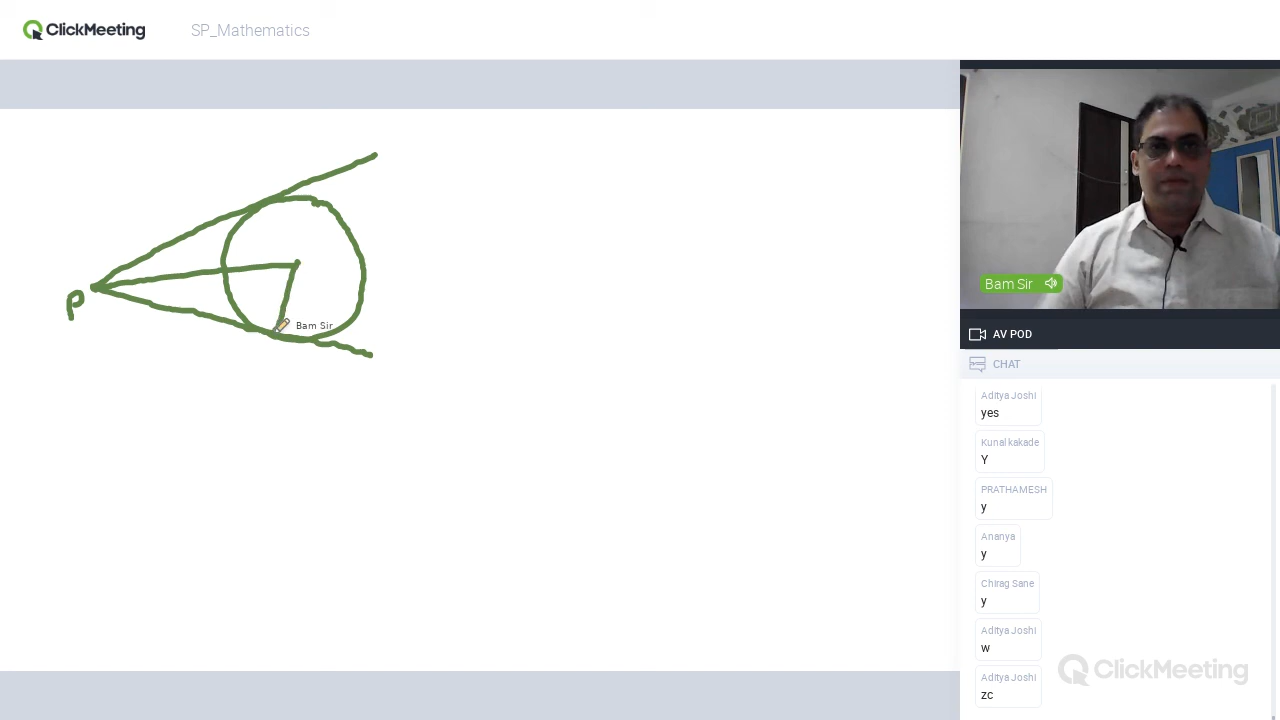 ClickMeeting
SP_Mathematics
P
Bam Sir
Bam Sir
AV POD
CHAT
Aditya Joshi
yes
Kunal kakade
Y
PRATHAMESH
y
Ananya
y
Chirag Sane
y
Aditya Joshi
w
Aditya Joshi
zc
ClickMeeting